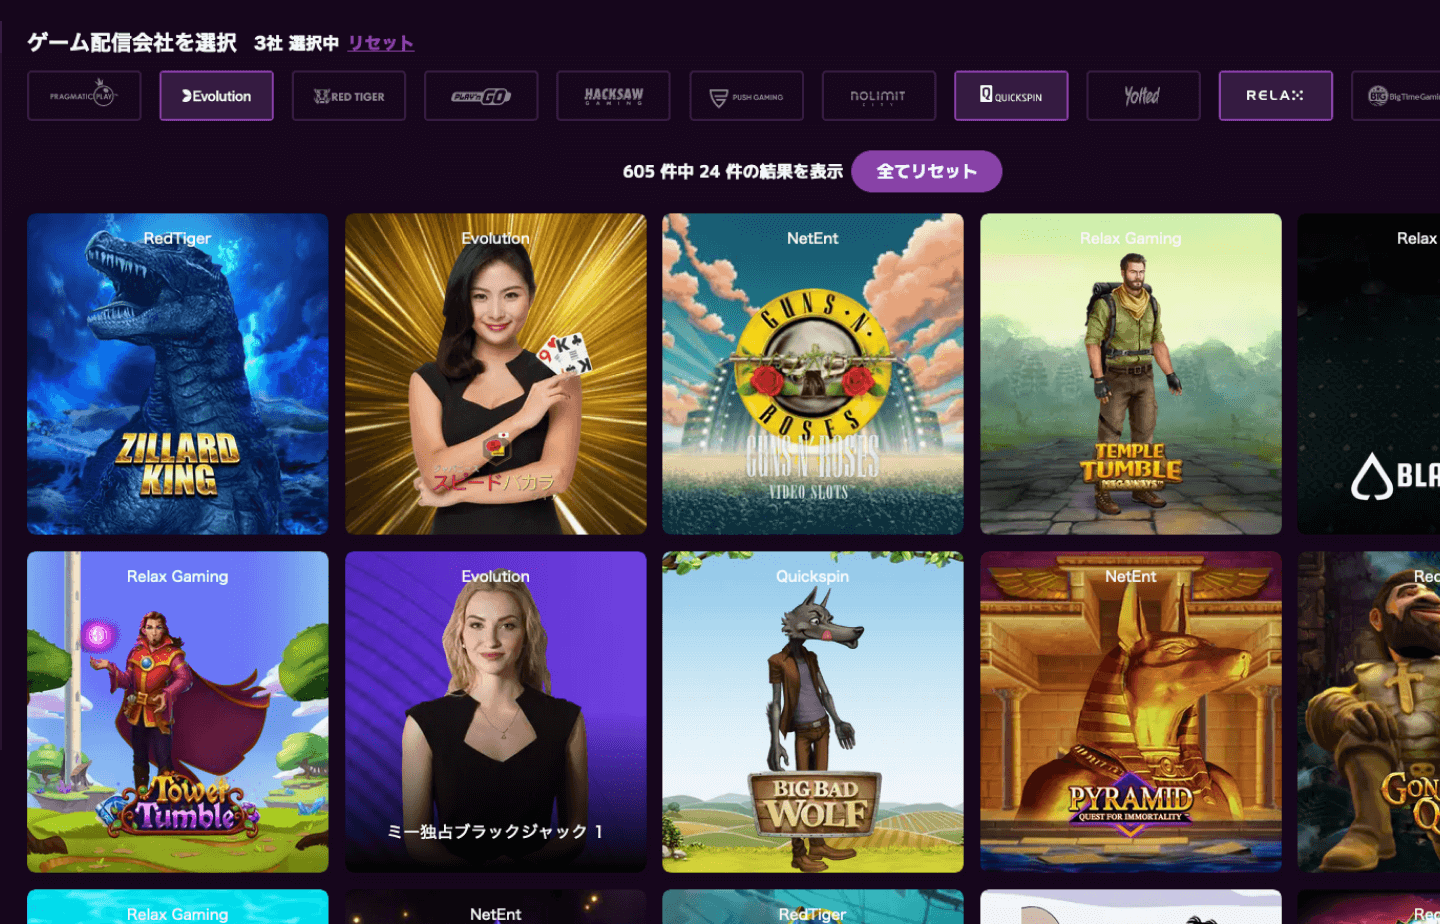 ゲーム配信会社を選択 3社 選択中 リセット
PRAGMATIC PLAY
Evolution
RED TIGER
PLAY'n GO
HACKSAW GAMING
PUSH GAMING
NOLIMIT CITY
QUICKSPIN
Yolted
RELAX
BIG BigTimeGami
605 件中 24 件の結果を表示 全てリセット
RedTiger
ZILLARD
KING
Evolution
スピードバカラ
NetEnt
GUNS·N·
ROSES
GUNS N' ROSES
VIDEO SLOTS
Relax Gaming
TEMPLE
TUMBLE
MEGAWAYS™
Relax
BLA
Relax Gaming
Tower
Tumble
Evolution
ミー独占ブラックジャック 1
Quickspin
BIG BAD
WOLF
NetEnt
PYRAMID
QUEST FOR IMMORTALITY
Rec
GON
Q
Relax Gaming
NetEnt
RedTiger
Rec